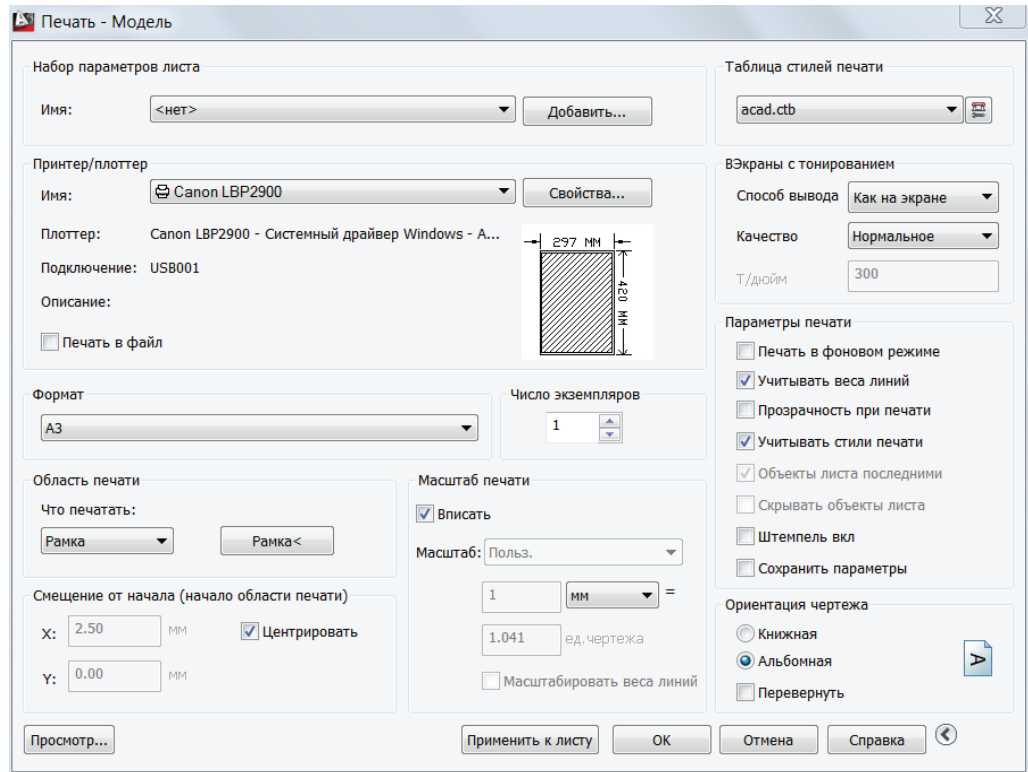 Печать - Модель
Набор параметров листа
Имя:
<нет>
Добавить...
Таблица стилей печати
acad.ctb
Принтер/плоттер
Имя:
Canon LBP2900
Свойства...
Плоттер:
Canon LBP2900 - Системный драйвер Windows - А...
Подключение:
USB001
Описание:
Печать в файл
297 MM
420 MM
ВЭкраны с тонированием
Способ вывода
Как на экране
Качество
Нормальное
Т/дюйм
300
Формат
A3
Число экземпляров
1
Параметры печати
Печать в фоновом режиме
Учитывать веса линий
Прозрачность при печати
Учитывать стили печати
Объекты листа последними
Скрывать объекты листа
Штемпель вкл
Сохранить параметры
Область печати
Что печатать:
Рамка
Рамка<
Масштаб печати
Вписать
Масштаб:
Польз.
1
мм
=
1.041
ед.чертежа
Масштабировать веса линий
Смещение от начала (начало области печати)
X:
2.50
мм
Центрировать
Y:
0.00
мм
Ориентация чертежа
Книжная
Альбомная
Перевернуть
A
Просмотр...
Применить к листу
ОК
Отмена
Справка